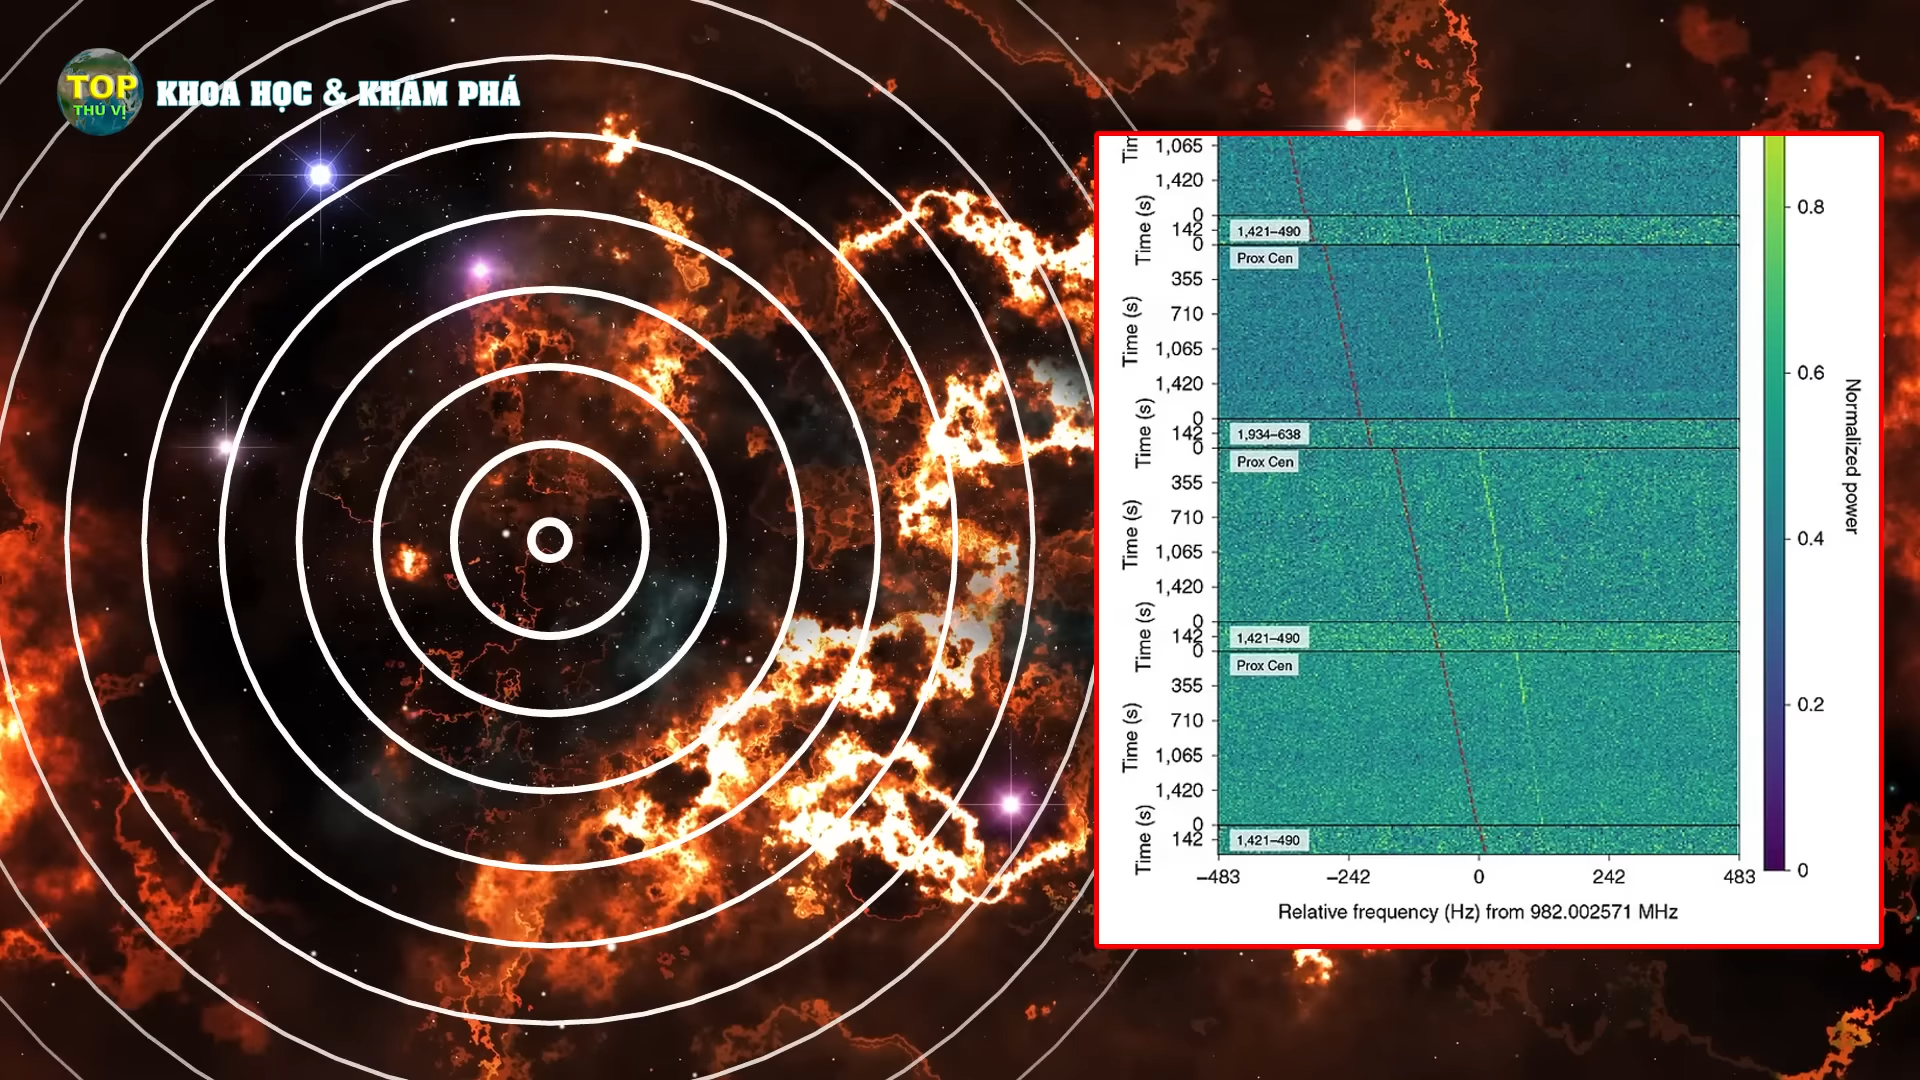 TOP
THÚ VỊ
KHOA HỌC & KHÁM PHÁ
1,065
1,420
Time (s)
0
142
1,421–490
0
Prox Cen
355
710
1,065
1,420
Time (s)
0
142
1,934–638
Time (s)
0
Prox Cen
355
710
1,065
1,420
Time (s)
0
142
1,421–490
Time (s)
0
Prox Cen
355
710
1,065
1,420
Time (s)
0
142
1,421–490
Time (s)
−483 −242 0 242 483
Relative frequency (Hz) from 982.002571 MHz
0.8
0.6
0.4
0.2
0
Normalized power